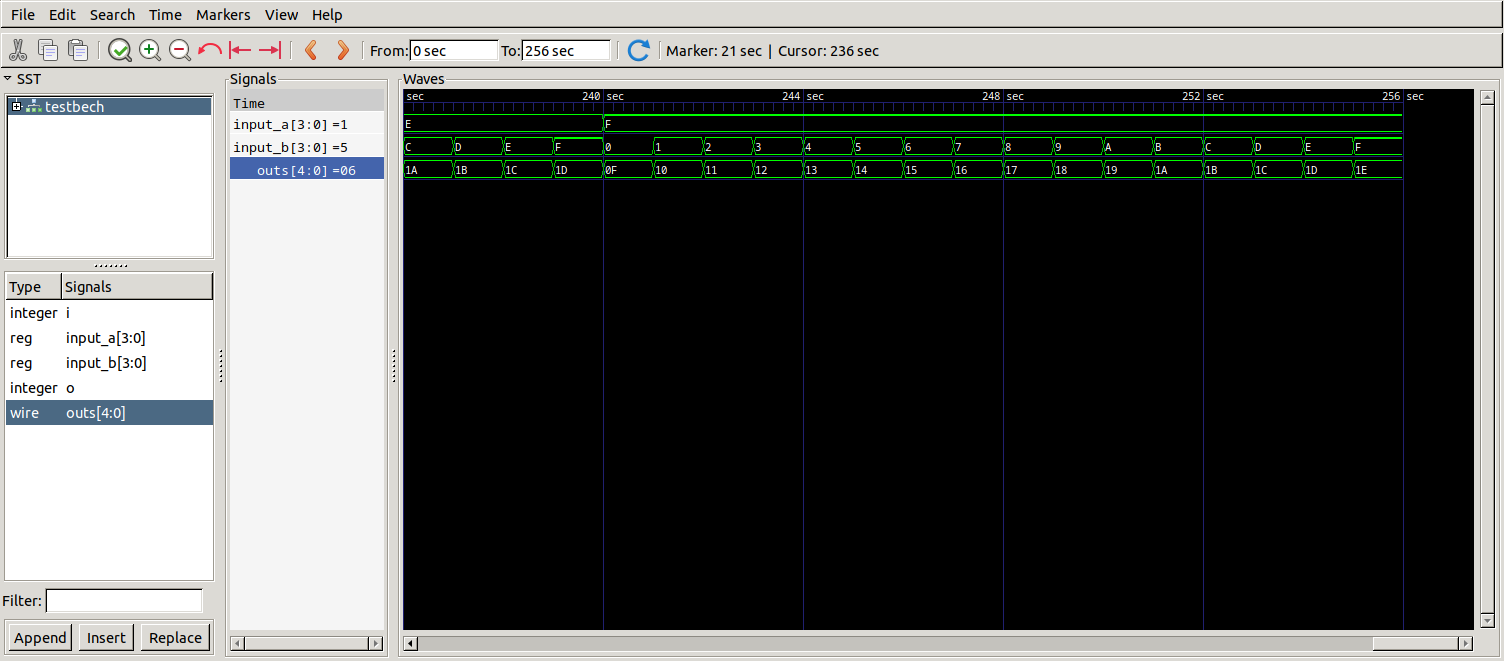 File Edit Search Time Markers View Help
From: 0 sec To: 256 sec Marker: 21 sec | Cursor: 236 sec
SST
testbech
Type Signals
integer i
reg input_a[3:0]
reg input_b[3:0]
integer o
wire outs[4:0]
Filter:
Append Insert Replace
Signals
Time
input_a[3:0] =1
input_b[3:0] =5
outs[4:0] =06
Waves
sec 240 sec 244 sec 248 sec 252 sec 256 sec
E F
C D E F 0 1 2 3 4 5 6 7 8 9 A B C D E F
1A 1B 1C 1D 0F 10 11 12 13 14 15 16 17 18 19 1A 1B 1C 1D 1E